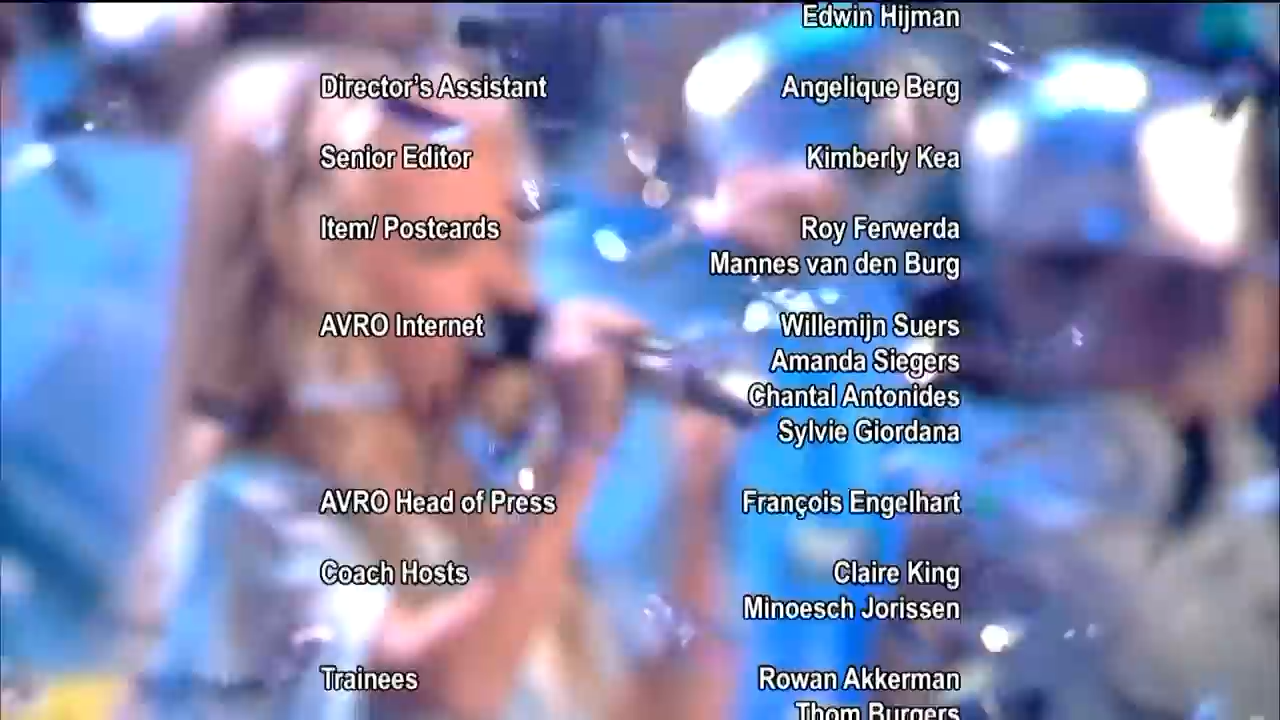 Edwin Hijman
Director's Assistant Angelique Berg
Senior Editor Kimberly Kea
Item/ Postcards Roy Ferwerda
Mannes van den Burg
AVRO Internet Willemijn Suers
Amanda Siegers
Chantal Antonides
Sylvie Giordana
AVRO Head of Press François Engelhart
Coach Hosts Claire King
Minoesch Jorissen
Trainees Rowan Akkerman
Thom Burgers